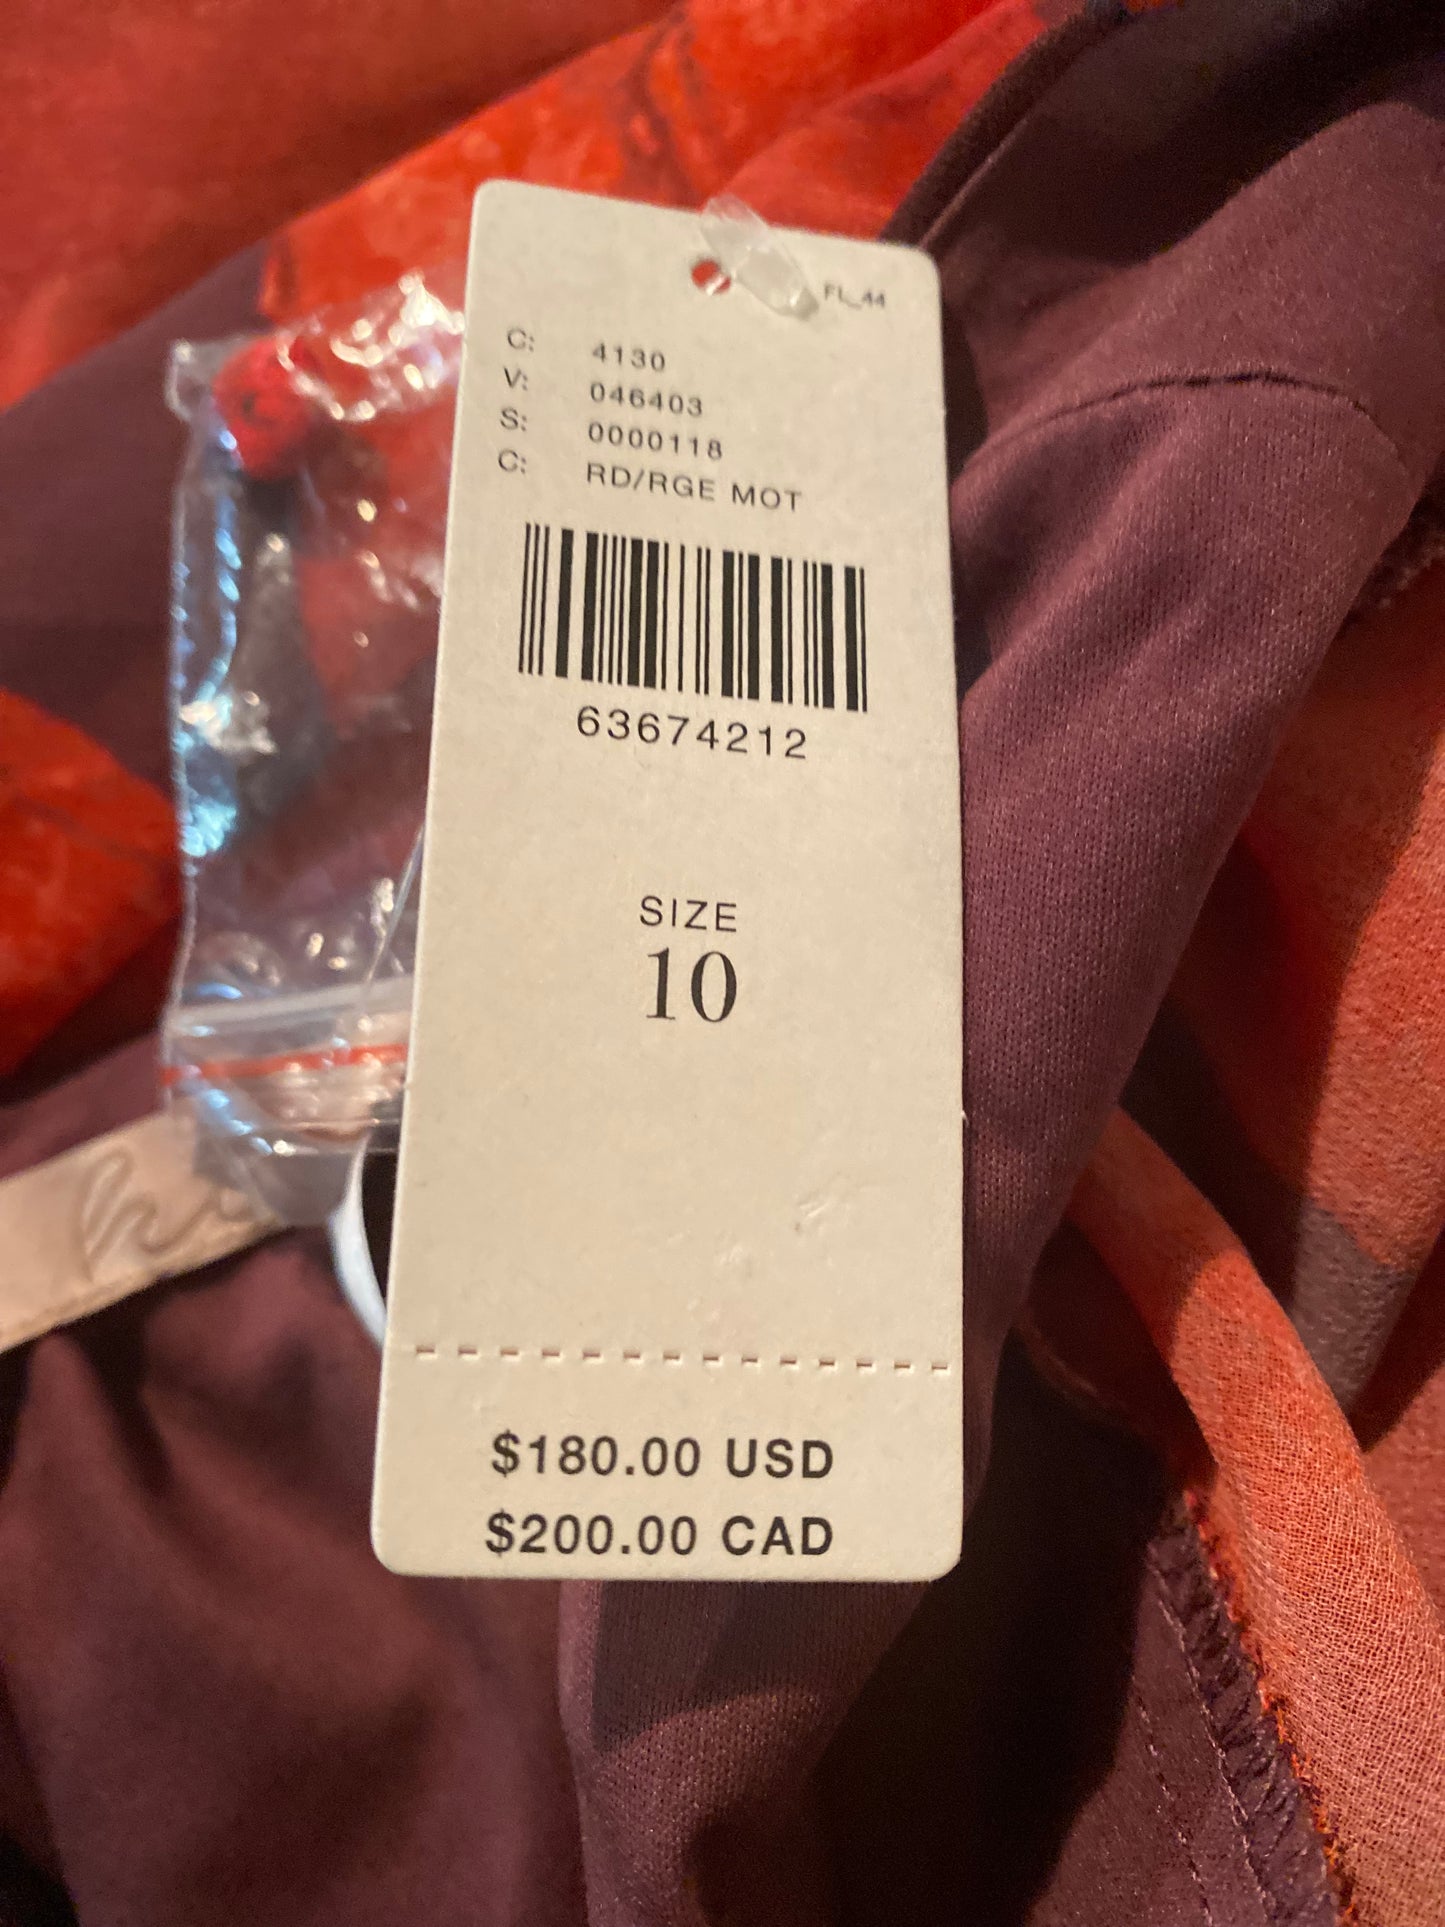 FL_44
C: 4130
V: 046403
S: 0000118
C: RD/RGE MOT
63674212
SIZE
10
$180.00 USD
$200.00 CAD